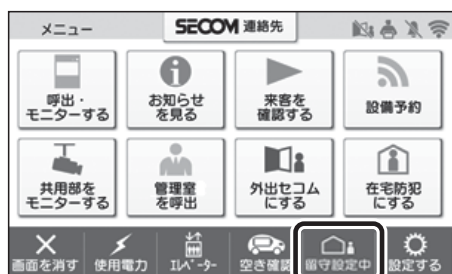 メニュー
SECOM 連絡先
呼出・
モニターする
お知らせ
を見る
来客を
確認する
設備予約
共用部を
モニターする
管理室
を呼出
外出セコム
にする
在宅防犯
にする
画面を消す
使用電力
エレベーター
空き確認
留守設定中
設定する